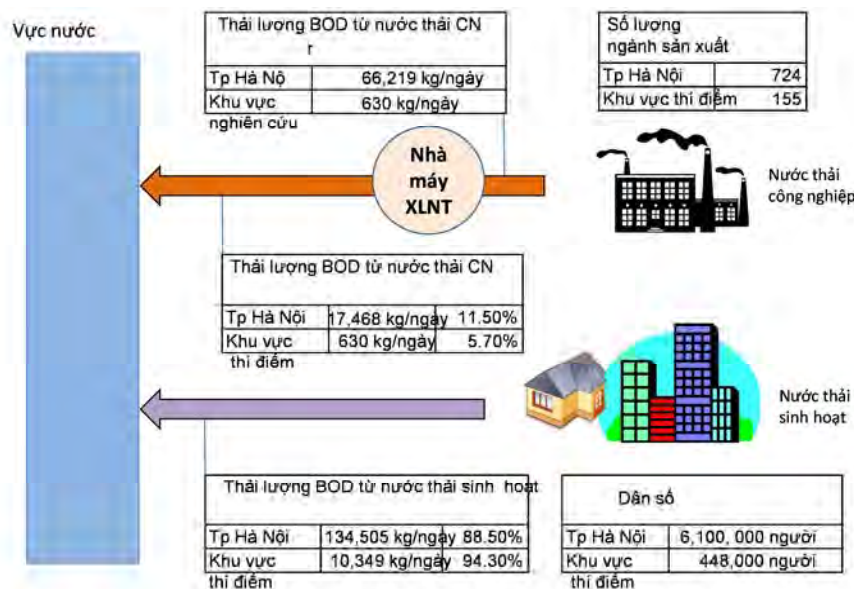 Vực nước
Thải lượng BOD từ nước thải CN
r
Tp Hà Nộ 66,219 kg/ngày
Khu vực 630 kg/ngày
nghiên cứu
Số lượng
ngành sản xuất
Tp Hà Nội 724
Khu vực thí điểm 155
Nhà
máy
XLNT
Nước thải
công nghiệp
Thải lượng BOD từ nước thải CN
Tp Hà Nội 17,468 kg/ngày 11.50%
Khu vực 630 kg/ngày 5.70%
thí điểm
Nước thải
sinh hoạt
Thải lượng BOD từ nước thải sinh hoạt
Tp Hà Nội 134,505 kg/ngày 88.50%
Khu vực 10,349 kg/ngày 94.30%
thí điểm
Dân số
Tp Hà Nội 6,100, 000 người
Khu vực 448,000 người
thí điểm